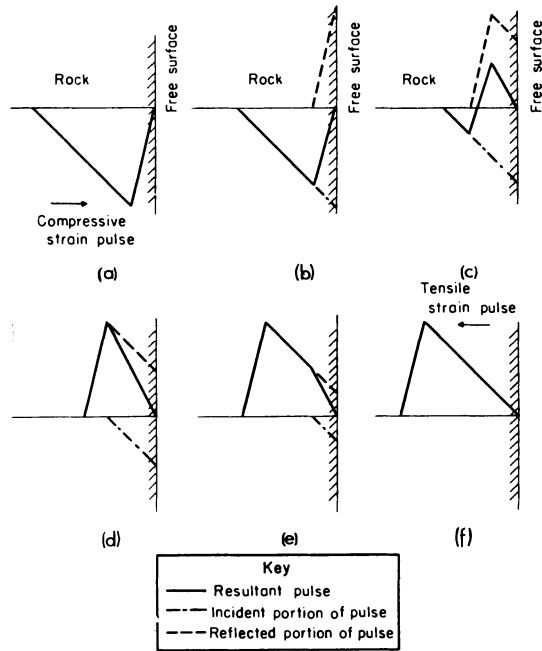 Rock
Free surface
Compressive
strain pulse
(a)
Rock
Free surface
(b)
Rock
Free surface
(c)
(d)
(e)
Tensile
strain pulse
(f)
Key
Resultant pulse
Incident portion of pulse
Reflected portion of pulse